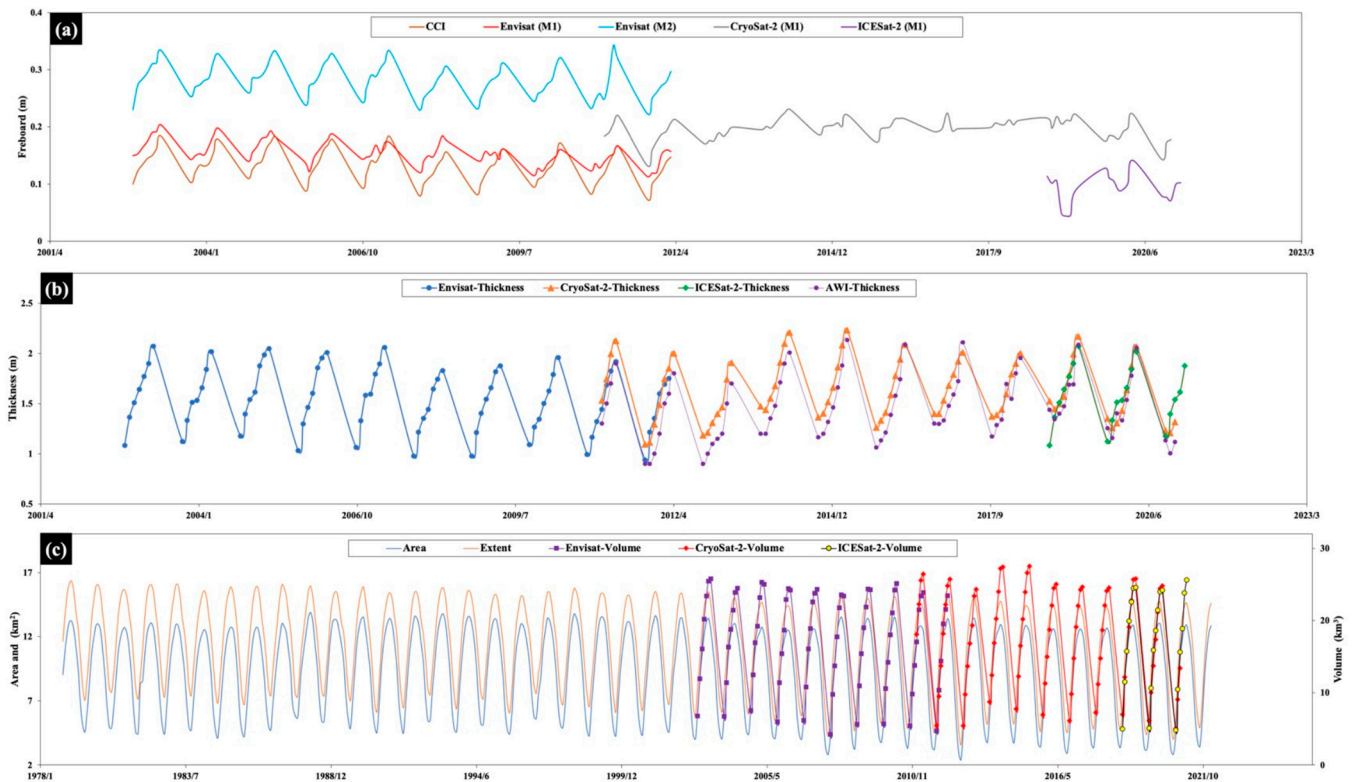 (a)
CCI Envisat (M1) Envisat (M2) CryoSat-2 (M1) ICESat-2 (M1)
Freboard (m)
0.4
0.3
0.2
0.1
0
2001/4 2004/1 2006/10 2009/7 2012/4 2014/12 2017/9 2020/6 2023/3
(b)
Envisat-Thickness CryoSat-2-Thickness ICESat-2-Thickness AWI-Thickness
Thickness (m)
2.5
2
1.5
1
0.5
2001/4 2004/1 2006/10 2009/7 2012/4 2014/12 2017/9 2020/6 2023/3
(c)
Area Extent Envisat-Volume CryoSat-2-Volume ICESat-2-Volume
Area and (km²)
17
12
7
2
30
20
10
0
Volume (km³)
1978/1 1983/7 1988/12 1994/6 1999/12 2005/5 2010/11 2016/5 2021/10